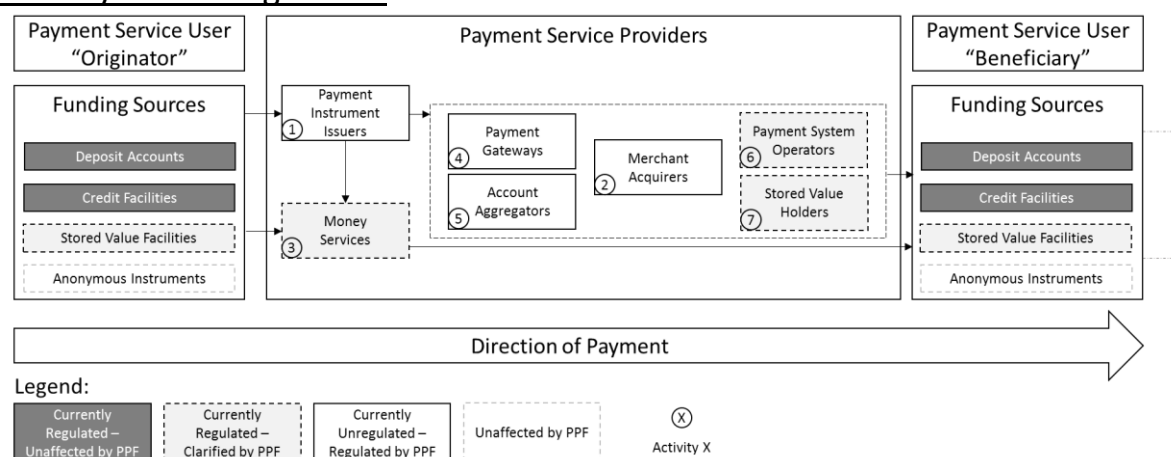 Payment Service User
“Originator”
Payment Service Providers
Payment Service User
“Beneficiary”
Funding Sources
Deposit Accounts
Credit Facilities
Stored Value Facilities
Anonymous Instruments
Payment
Instrument
Issuers
1
Money
Services
3
Payment
Gateways
4
Account
Aggregators
5
Merchant
Acquirers
2
Payment System
Operators
6
Stored Value
Holders
7
Funding Sources
Deposit Accounts
Credit Facilities
Stored Value Facilities
Anonymous Instruments
Direction of Payment
Legend:
Currently
Regulated –
Unaffected by PPF
Currently
Regulated –
Clarified by PPF
Currently
Unregulated –
Regulated by PPF
Unaffected by PPF
X
Activity X